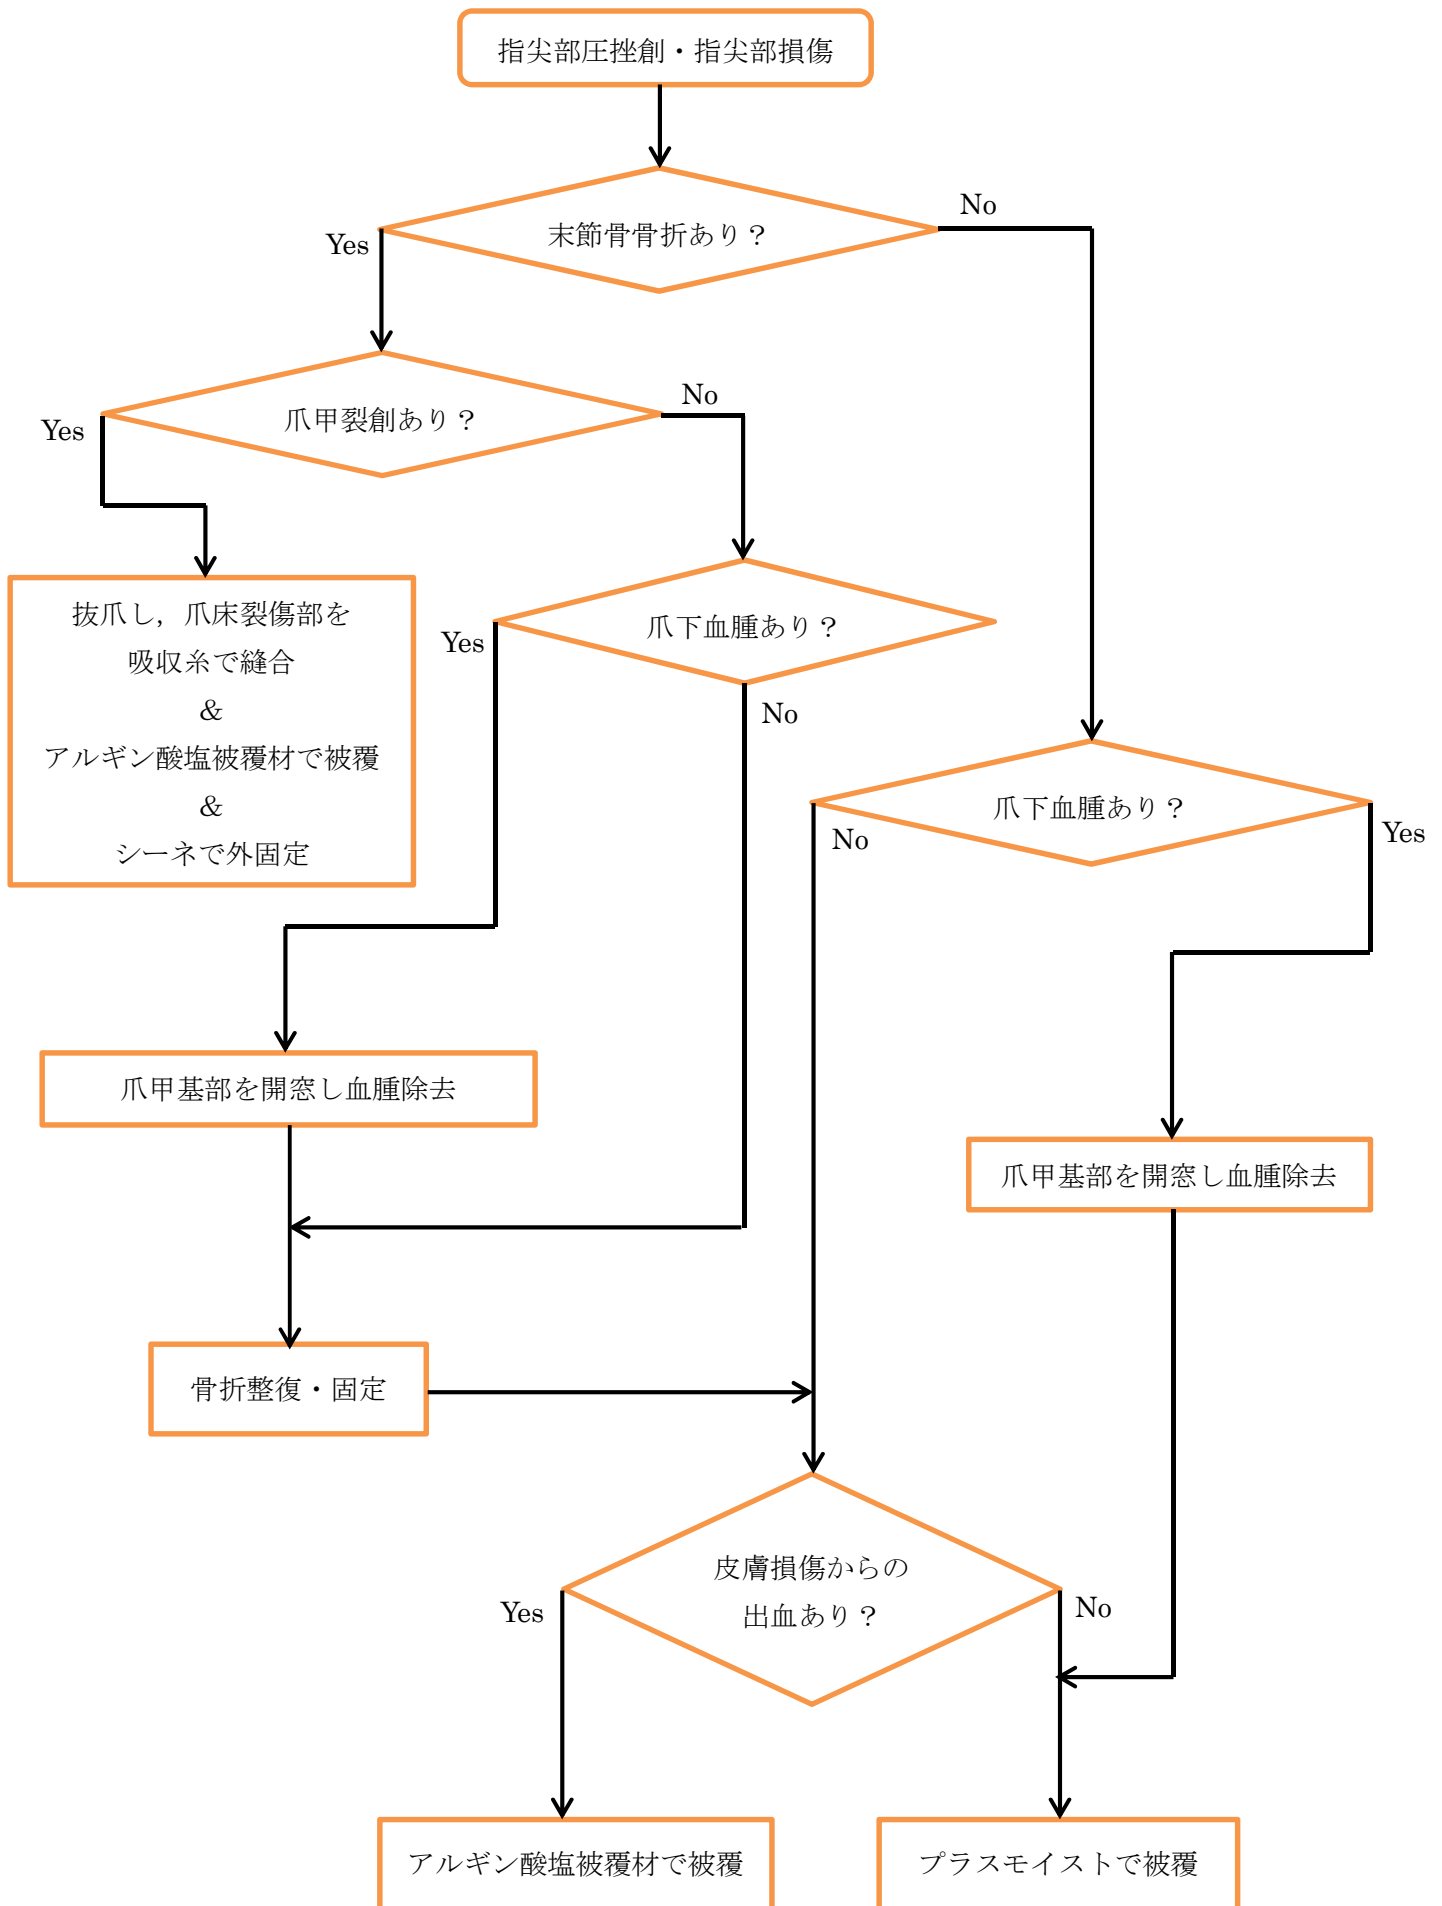 指尖部圧挫創・指尖部損傷
No
末節骨骨折あり？
Yes
No
爪甲裂創あり？
Yes
抜爪し，爪床裂傷部を
吸収糸で縫合
＆
アルギン酸塩被覆材で被覆
＆
シーネで外固定
爪下血腫あり？
Yes
No
爪下血腫あり？
No
Yes
爪甲基部を開窓し血腫除去
爪甲基部を開窓し血腫除去
骨折整復・固定
皮膚損傷からの
出血あり？
Yes
No
アルギン酸塩被覆材で被覆
プラスモイストで被覆